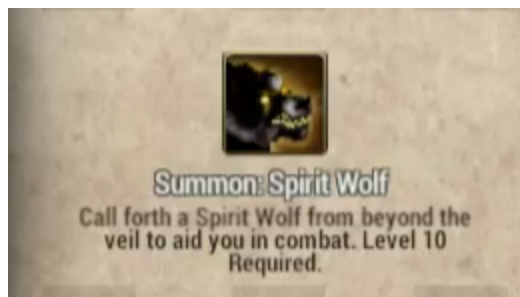 Summon: Spirit Wolf
Call forth a Spirit Wolf from beyond the
veil to aid you in combat. Level 10
Required.